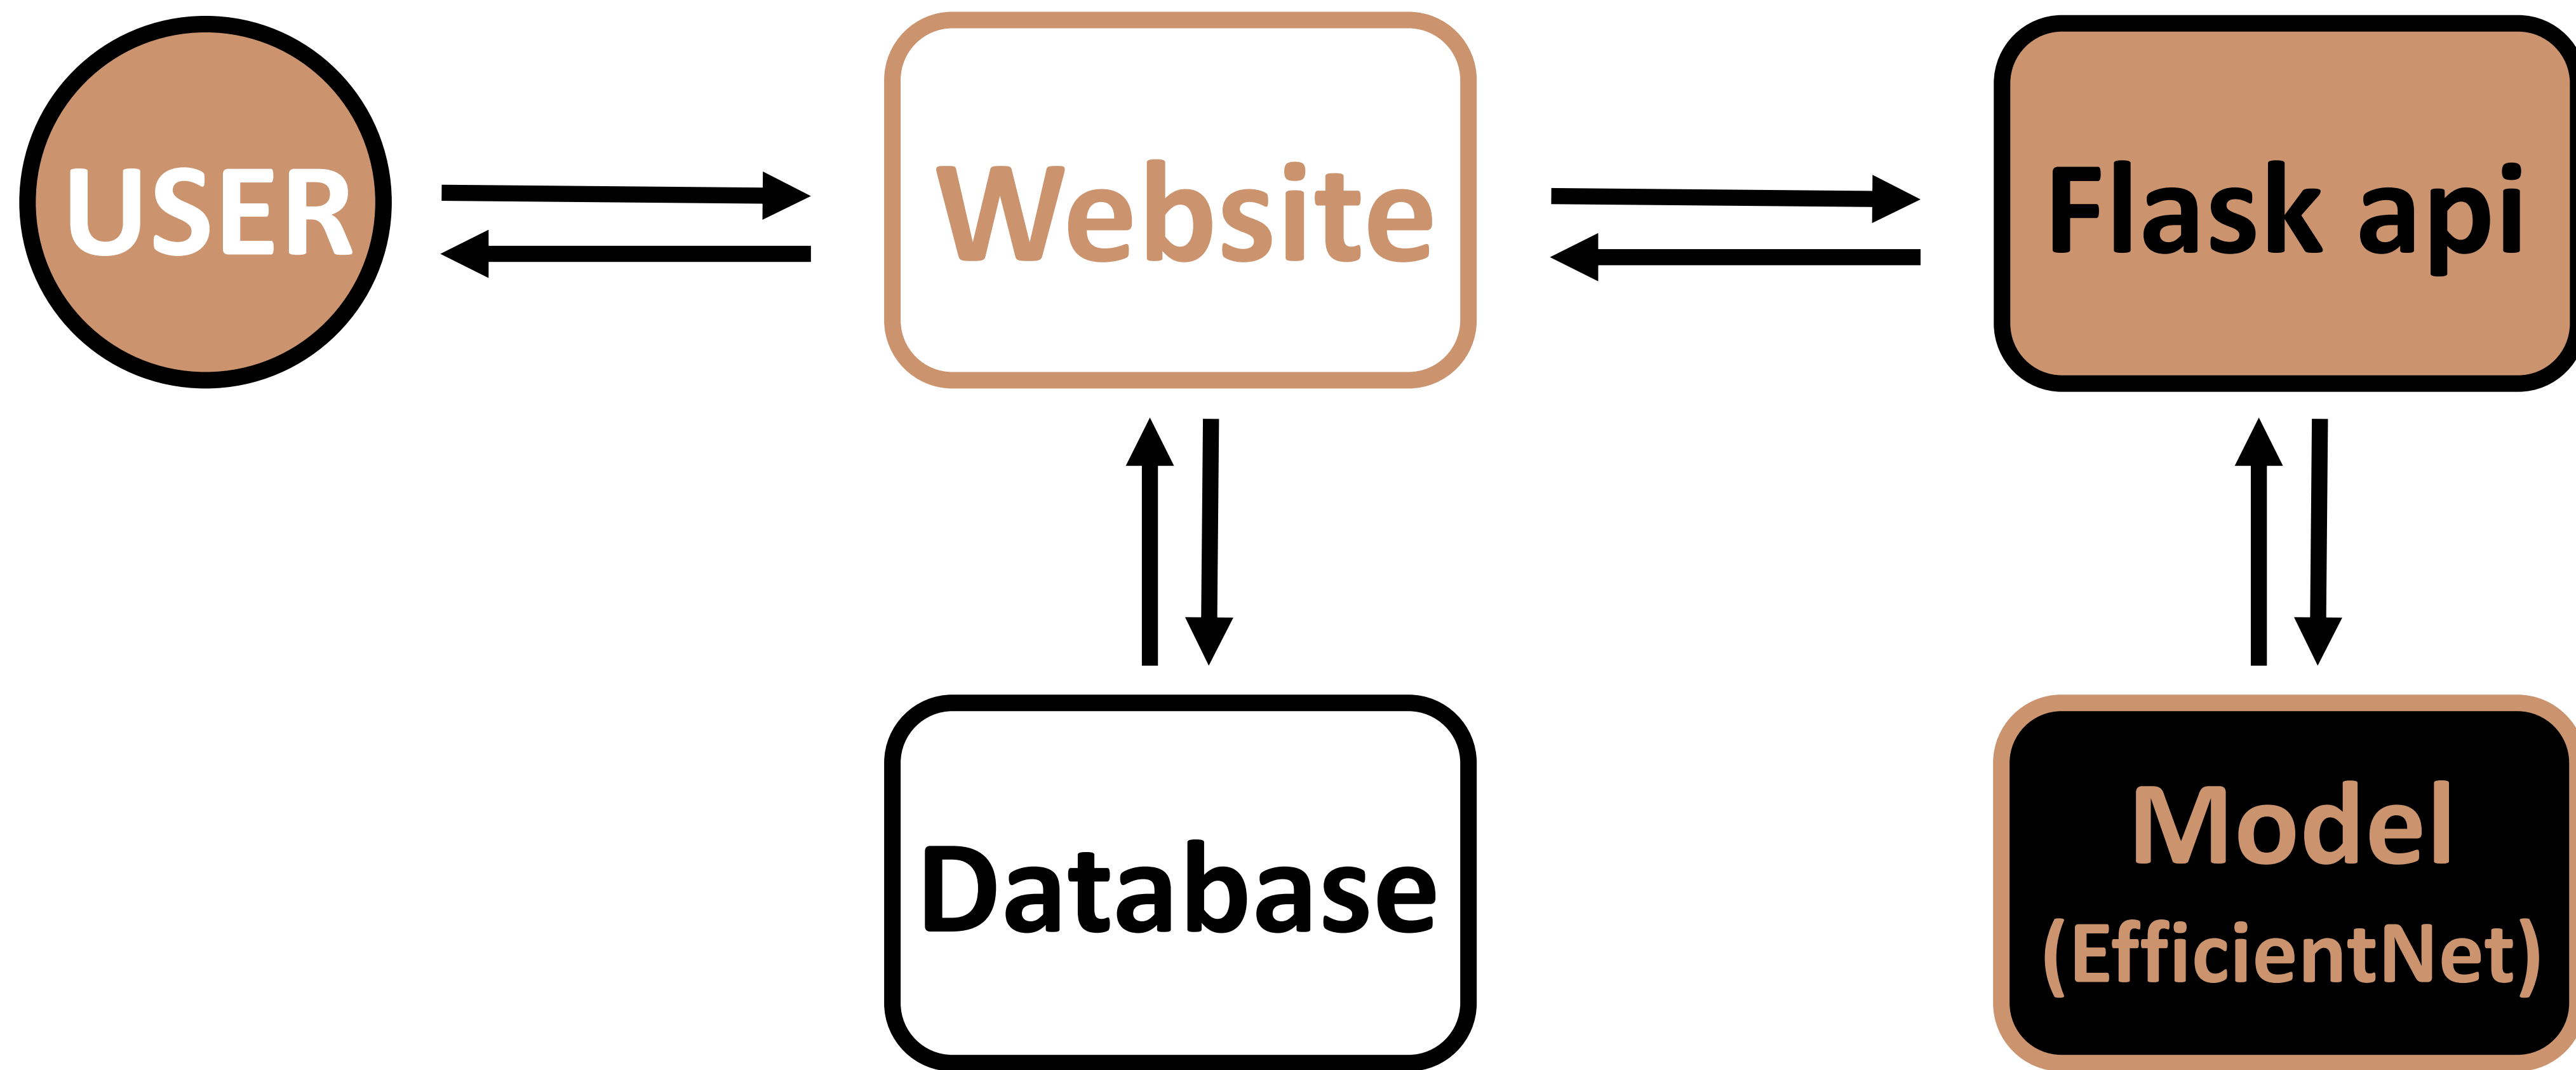 USER
Website
Flask api
Database
Model
(EfficientNet)